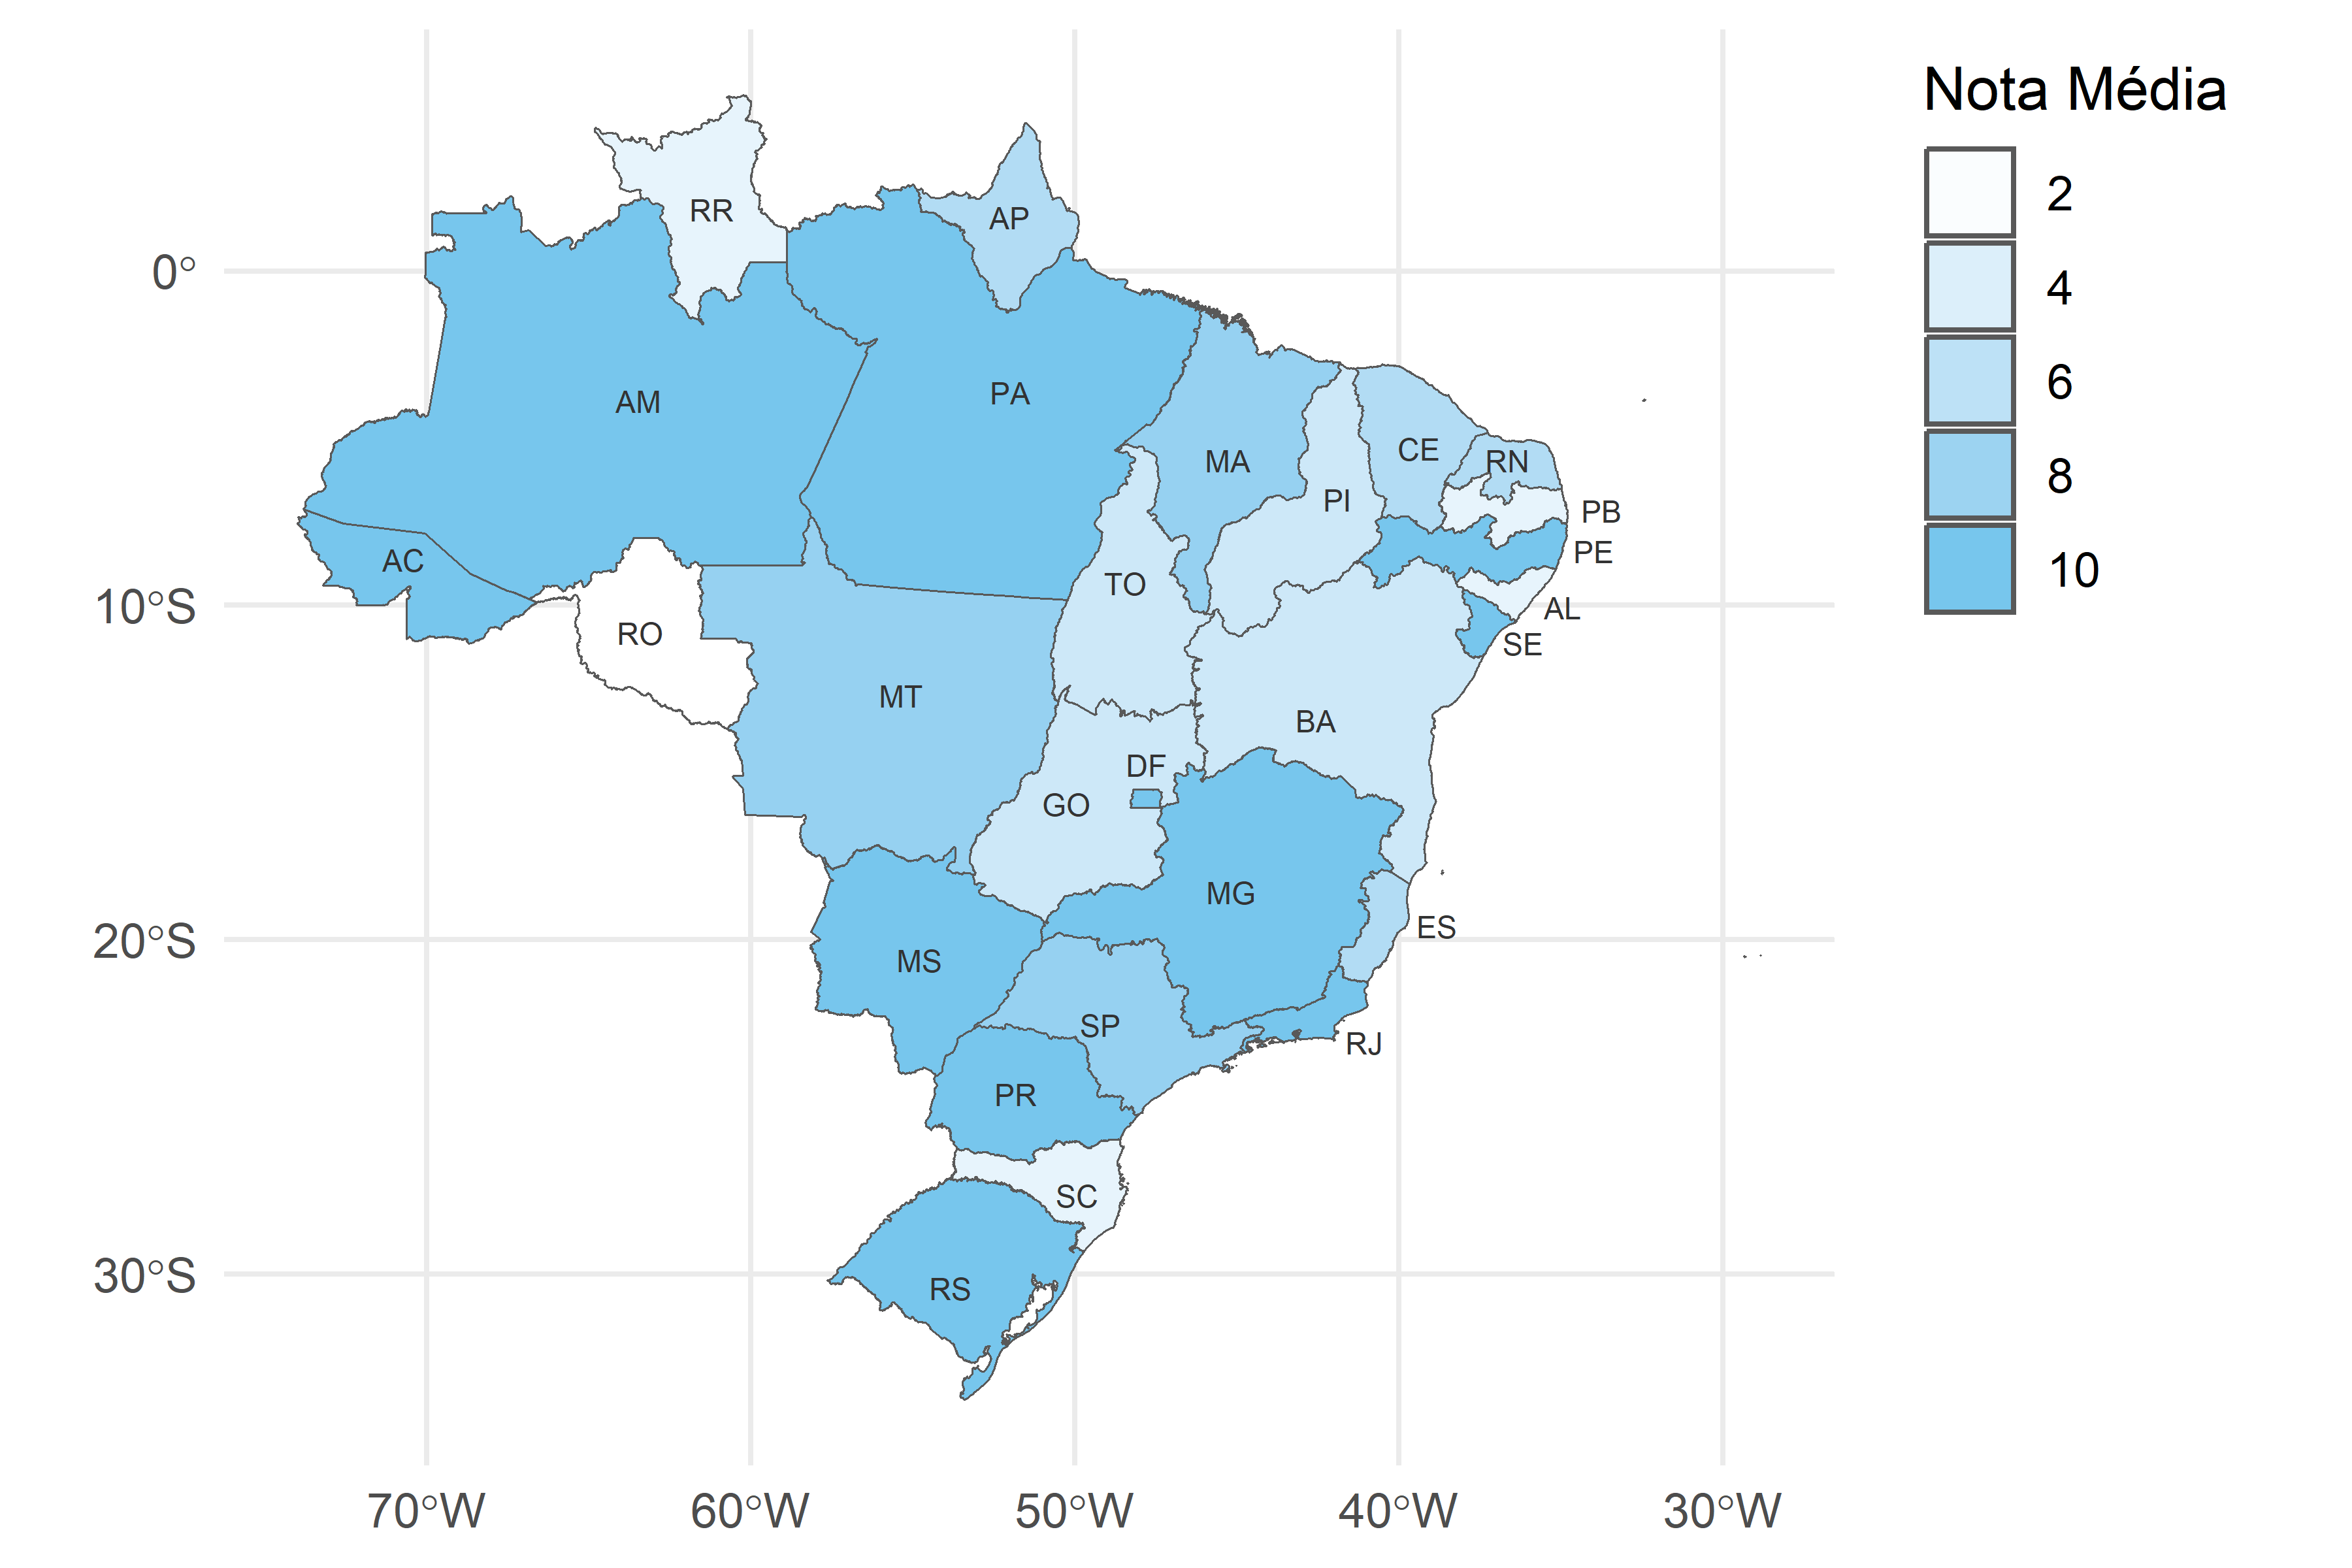 Nota Média
2
4
6
8
10
RR
AP
0°
AM
PA
MA
CE
RN
PI
PB
PE
AC
TO
10°S
AL
RO
SE
MT
BA
DF
GO
MG
ES
20°S
MS
SP
RJ
PR
SC
30°S
RS
70°W
60°W
50°W
40°W
30°W